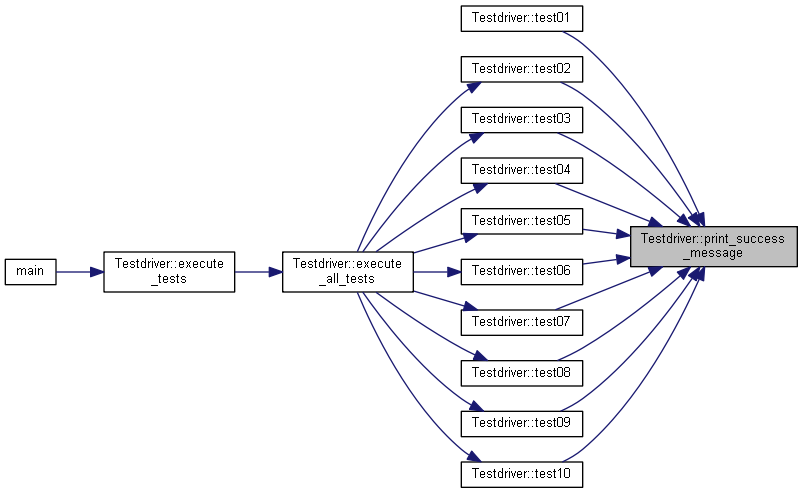 Testdriver::test01
Testdriver::test02
Testdriver::test03
Testdriver::test04
Testdriver::test05
Testdriver::print_success
_message
main
Testdriver::execute
_tests
Testdriver::execute
_all_tests
Testdriver::test06
Testdriver::test07
Testdriver::test08
Testdriver::test09
Testdriver::test10